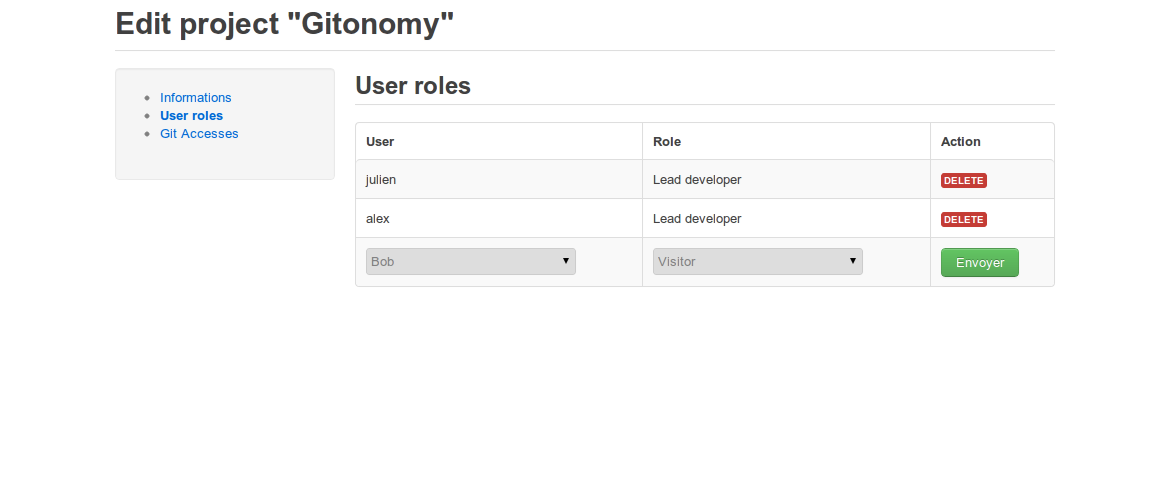 Edit project "Gitonomy"
Informations
User roles
Git Accesses
User roles
User Role Action
julien Lead developer DELETE
alex Lead developer DELETE
Bob Visitor Envoyer